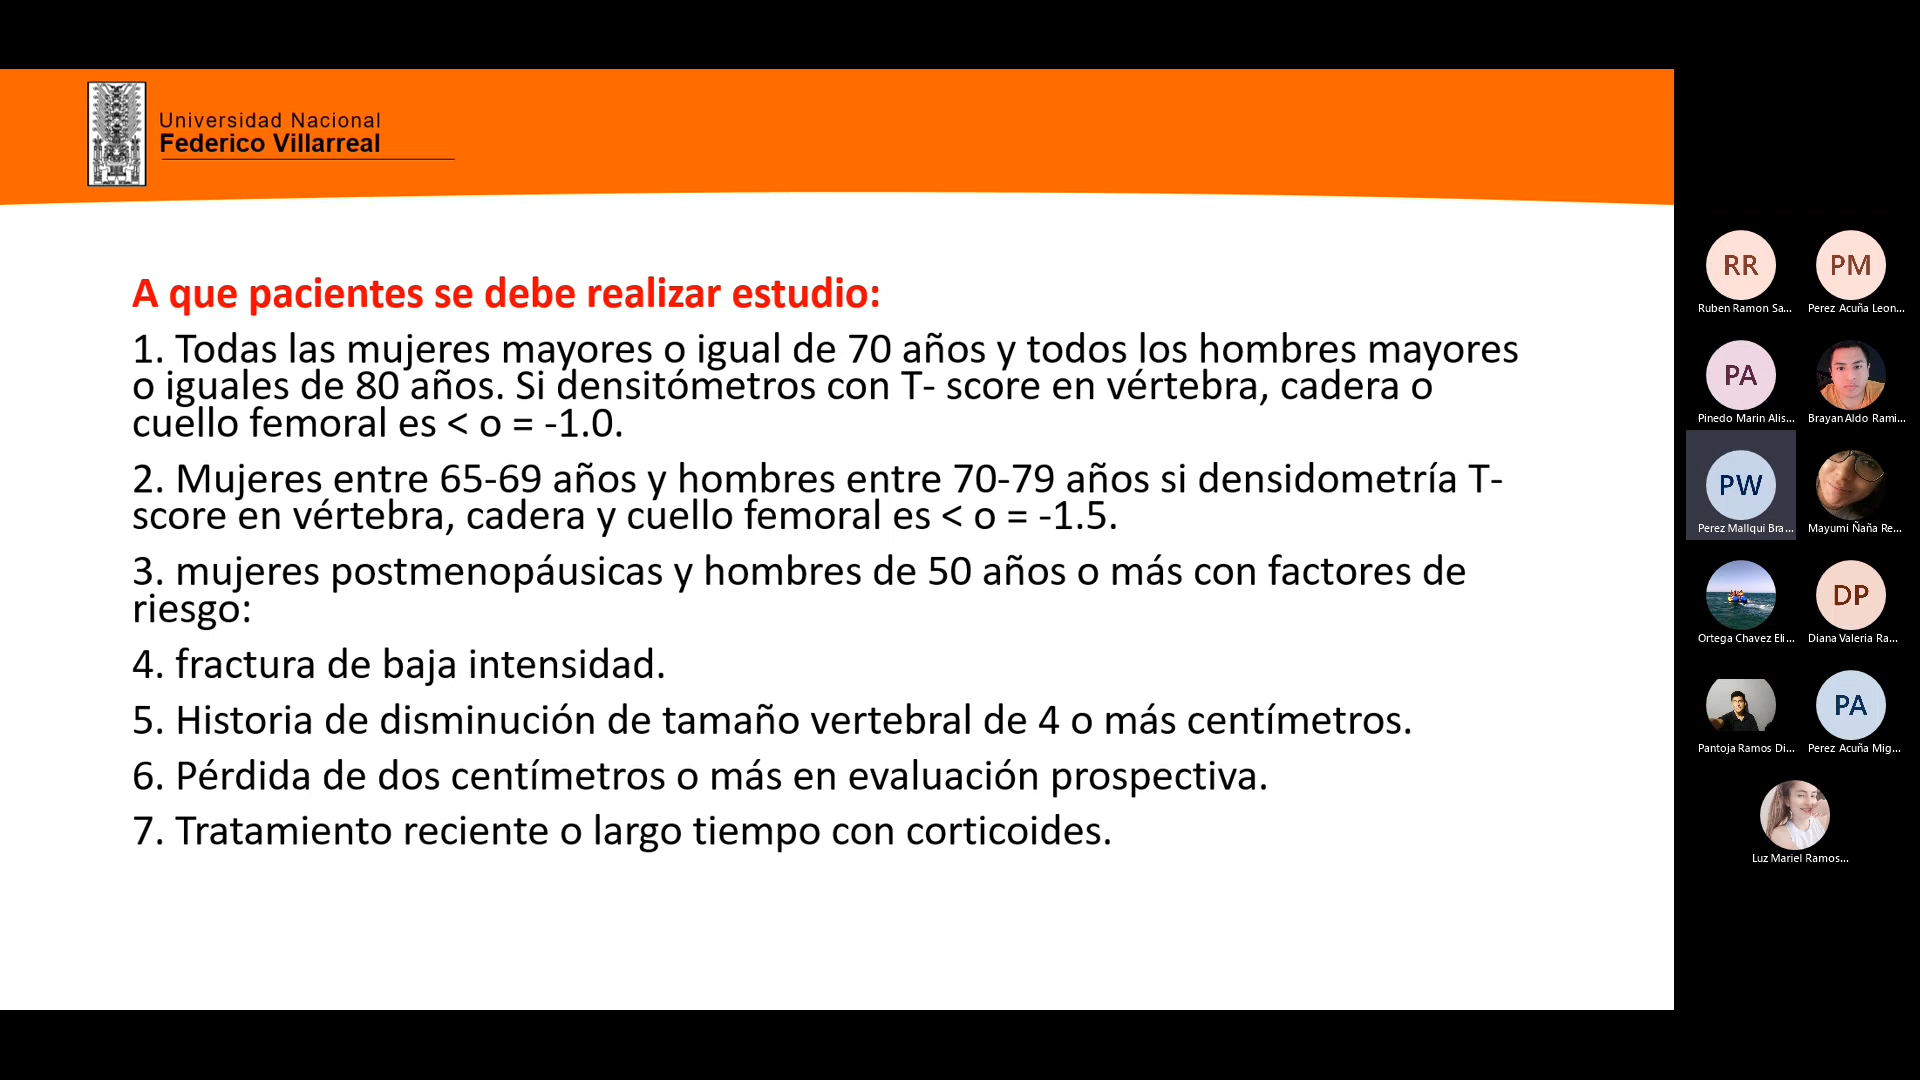 Universidad Nacional
Federico Villarreal
A que pacientes se debe realizar estudio:
1. Todas las mujeres mayores o igual de 70 años y todos los hombres mayores
o iguales de 80 años. Si densitómetros con T- score en vértebra, cadera o
cuello femoral es < o = -1.0.
2. Mujeres entre 65-69 años y hombres entre 70-79 años si densidometría T-
score en vértebra, cadera y cuello femoral es < o = -1.5.
3. mujeres postmenopáusicas y hombres de 50 años o más con factores de
riesgo:
4. fractura de baja intensidad.
5. Historia de disminución de tamaño vertebral de 4 o más centímetros.
6. Pérdida de dos centímetros o más en evaluación prospectiva.
7. Tratamiento reciente o largo tiempo con corticoides.
RR
PM
Ruben Ramon Sa...
Perez Acuña Leon...
PA
Pinedo Marin Alis...
Brayan Aldo Rami...
PW
Perez Mallqui Bra...
Mayumi Ñaña Re...
DP
Ortega Chavez Eli...
Diana Valeria Ra...
PA
Pantoja Ramos Di...
Perez Acuña Mig...
Luz Mariel Ramos...